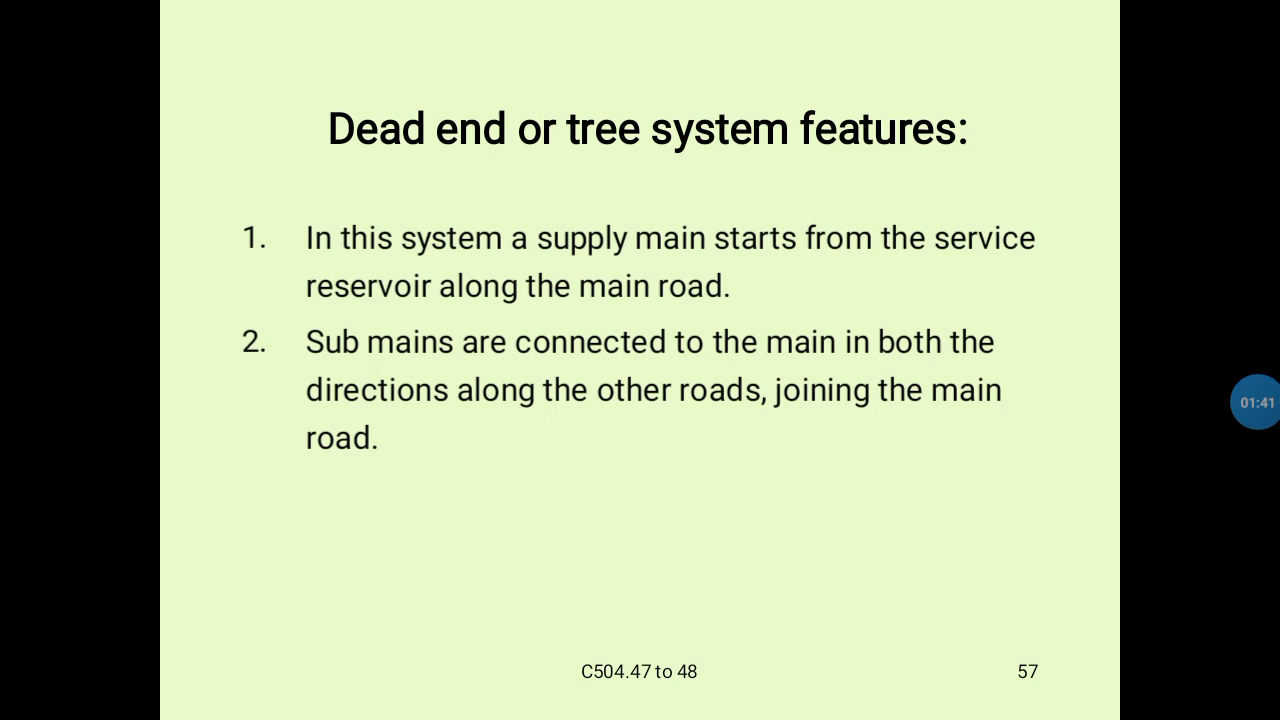 Dead end or tree system features:
1. In this system a supply main starts from the service
reservoir along the main road.
2. Sub mains are connected to the main in both the
directions along the other roads, joining the main
road.
01:41
C504.47 to 48
57